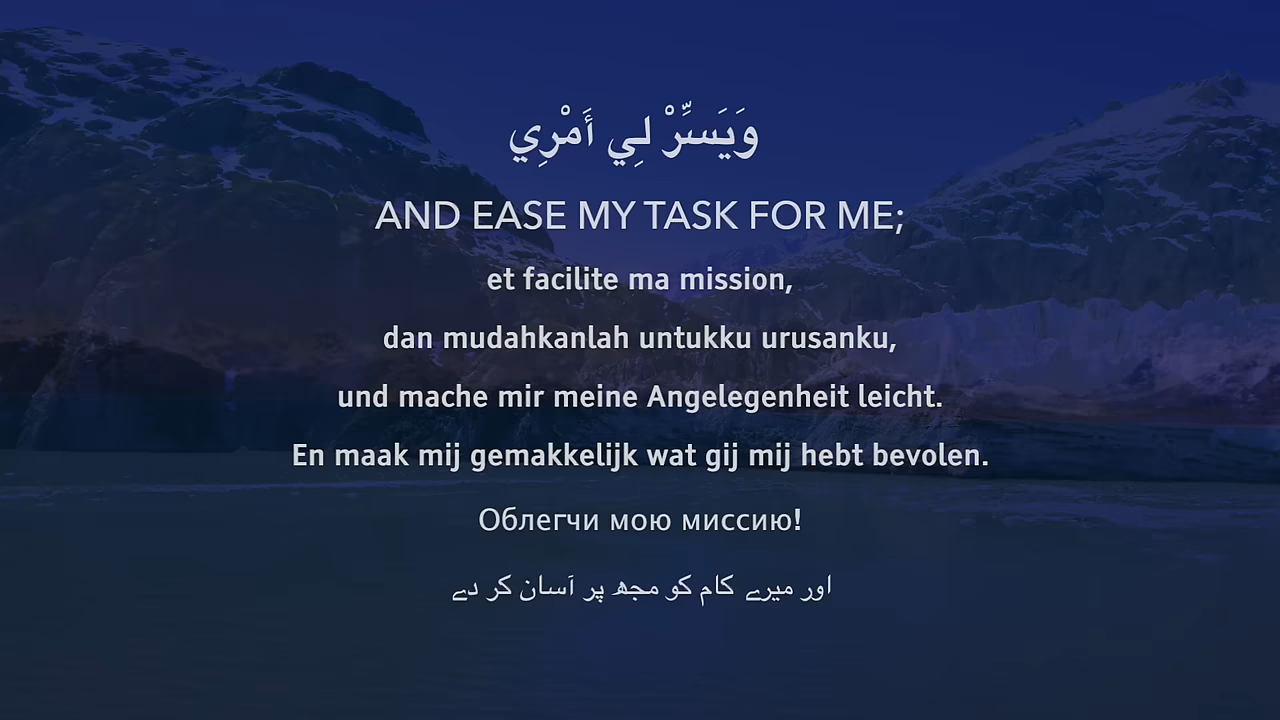 وَيَسِّرْ لِي أَمْرِي
AND EASE MY TASK FOR ME;
et facilite ma mission,
dan mudahkanlah untukku urusanku,
und mache mir meine Angelegenheit leicht.
En maak mij gemakkelijk wat gij mij hebt bevolen.
Облегчи мою миссию!
اور میرے کام کو مجھ پر آسان کر دے